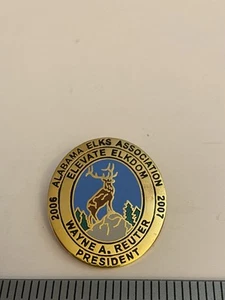 ALABAMA ELKS ASSOCIATION
2006 2007
ELEVATE ELKDOM
WAYNE A. REUTER
PRESIDENT